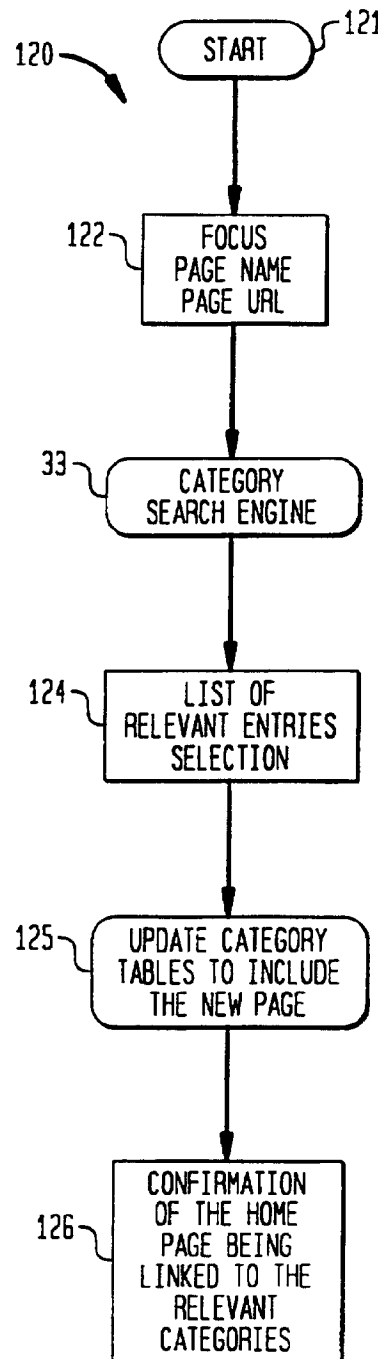 121
START
120
122
FOCUS
PAGE NAME
PAGE URL
33
CATEGORY
SEARCH ENGINE
124
LIST OF
RELEVANT ENTRIES
SELECTION
125
UPDATE CATEGORY
TABLES TO INCLUDE
THE NEW PAGE
126
CONFIRMATION
OF THE HOME
PAGE BEING
LINKED TO THE
RELEVANT
CATEGORIES